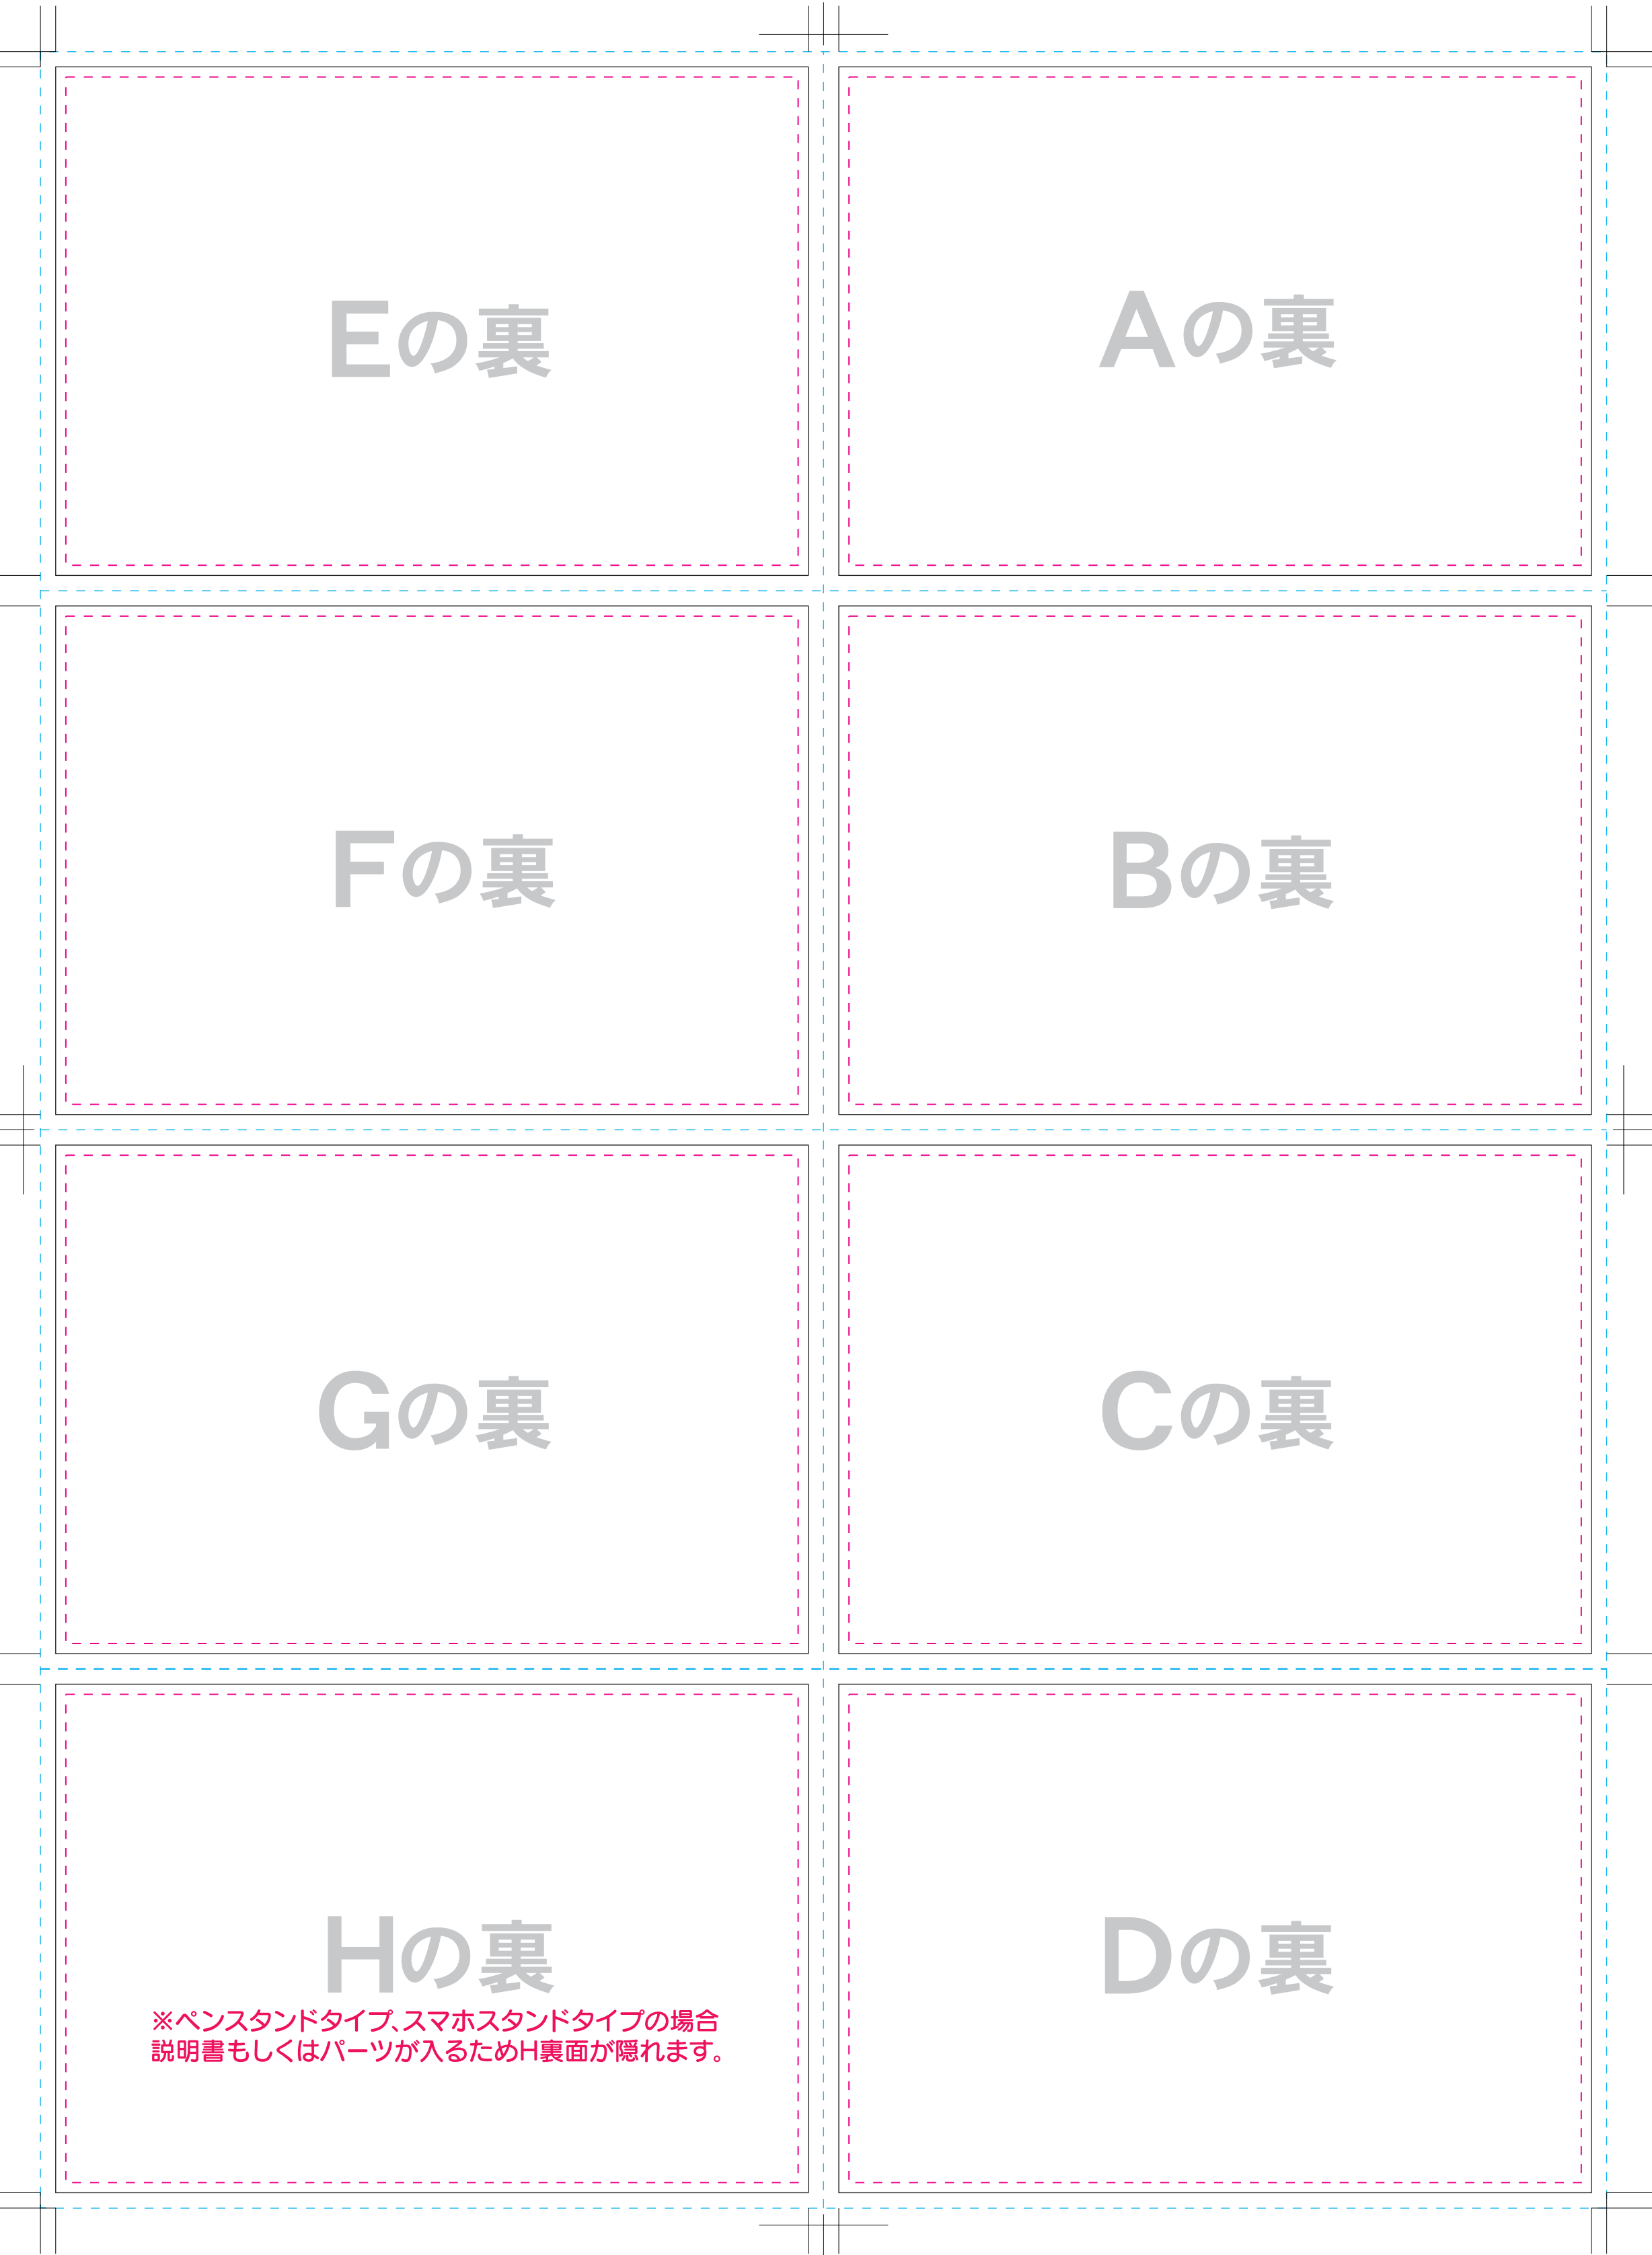 Eの裏
Aの裏
Fの裏
Bの裏
Gの裏
Cの裏
Hの裏
※ペンスタンドタイプ、スマホスタンドタイプの場合
説明書もしくはパーツが入るためH裏面が隠れます。
Dの裏